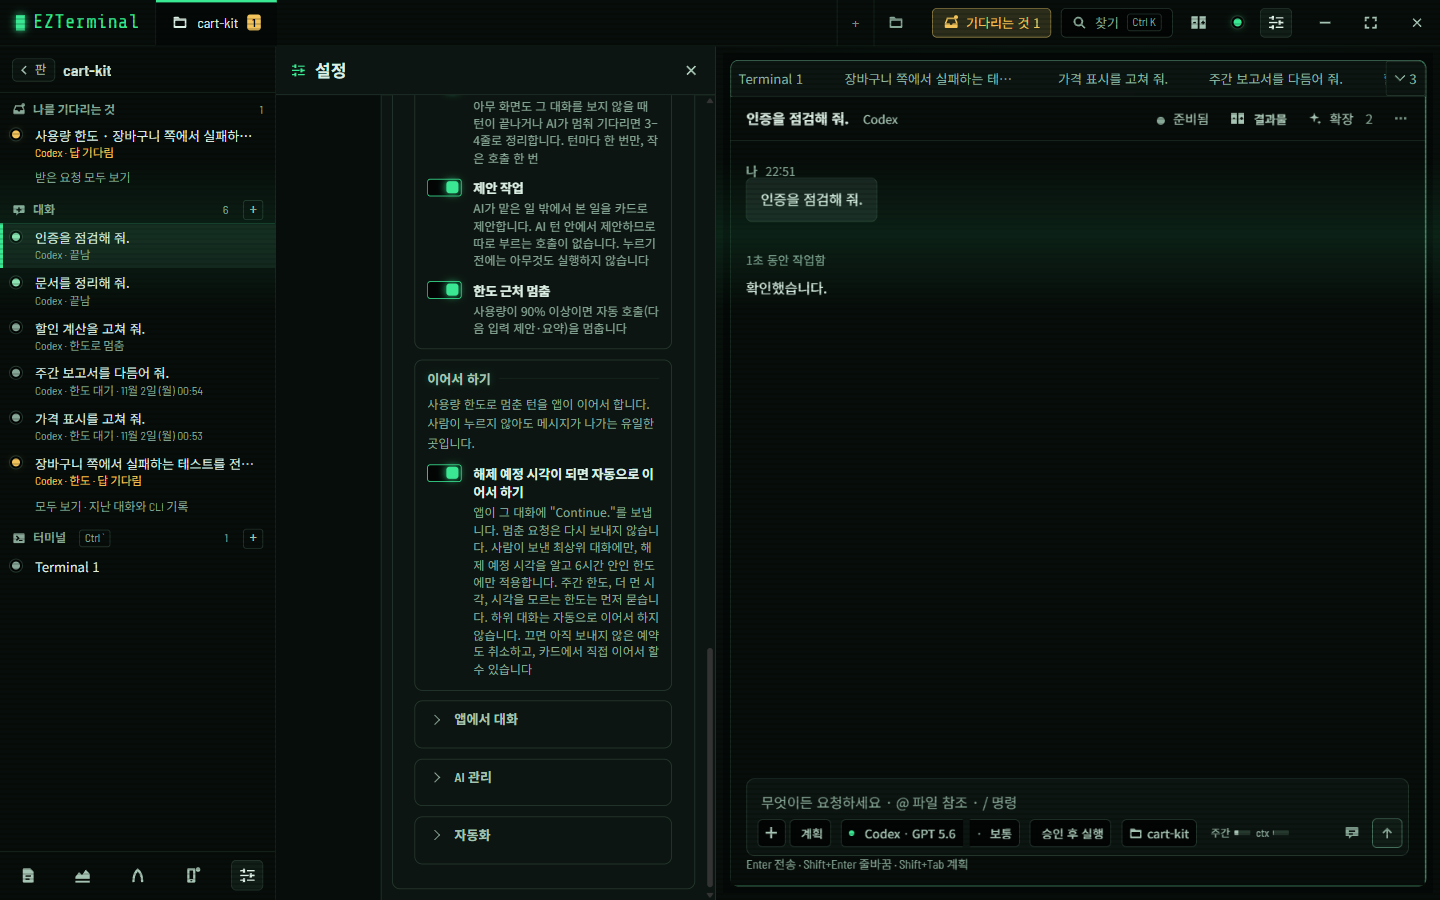 EZTerminal
cart-kit 1
+
기다리는 것 1
찾기 Ctrl K
판 cart-kit
나를 기다리는 것 1
사용량 한도 · 장바구니 쪽에서 실패하…
Codex · 답 기다림
받은 요청 모두 보기
대화 6 +
인증을 점검해 줘.
Codex · 끝남
문서를 정리해 줘.
Codex · 끝남
할인 계산을 고쳐 줘.
Codex · 한도로 멈춤
주간 보고서를 다듬어 줘.
Codex · 한도 대기 · 11월 2일 (월) 00:54
가격 표시를 고쳐 줘.
Codex · 한도 대기 · 11월 2일 (월) 00:53
장바구니 쪽에서 실패하는 테스트를 전…
Codex · 한도 · 답 기다림
모두 보기 · 지난 대화와 CLI 기록
터미널 Ctrl ` 1 +
Terminal 1
설정
아무 화면도 그 대화를 보지 않을 때
턴이 끝나거나 AI가 멈춰 기다리면 3–
4줄로 정리합니다. 턴마다 한 번만, 작
은 호출 한 번
제안 작업
AI가 맡은 일 밖에서 본 일을 카드로
제안합니다. AI 턴 안에서 제안하므로
따로 부르는 호출이 없습니다. 누르기
전에는 아무것도 실행하지 않습니다
한도 근처 멈춤
사용량이 90% 이상이면 자동 호출(다
음 입력 제안·요약)을 멈춥니다
이어서 하기
사용량 한도로 멈춘 턴을 앱이 이어서 합니다.
사람이 누르지 않아도 메시지가 나가는 유일한
곳입니다.
해제 예정 시각이 되면 자동으로 이
어서 하기
앱이 그 대화에 "Continue."를 보냅
니다. 멈춘 요청은 다시 보내지 않습니
다. 사람이 보낸 최상위 대화에만, 해
제 예정 시각을 알고 6시간 안인 한도
에만 적용합니다. 주간 한도, 더 먼 시
각, 시각을 모르는 한도는 먼저 묻습니
다. 하위 대화는 자동으로 이어서 하지
않습니다. 끄면 아직 보내지 않은 예약
도 취소하고, 카드에서 직접 이어서 할
수 있습니다
앱에서 대화
AI 관리
자동화
Terminal 1 장바구니 쪽에서 실패하는 테… 가격 표시를 고쳐 줘. 주간 보고서를 다듬어 줘. 3
인증을 점검해 줘. Codex 준비됨 결과물 확장 2
나 22:51
인증을 점검해 줘.
1초 동안 작업함
확인했습니다.
무엇이든 요청하세요 · @ 파일 참조 · / 명령
+ 계획 Codex · GPT 5.6 · 보통 승인 후 실행 cart-kit 주간 ctx
Enter 전송 · Shift+Enter 줄바꿈 · Shift+Tab 계획